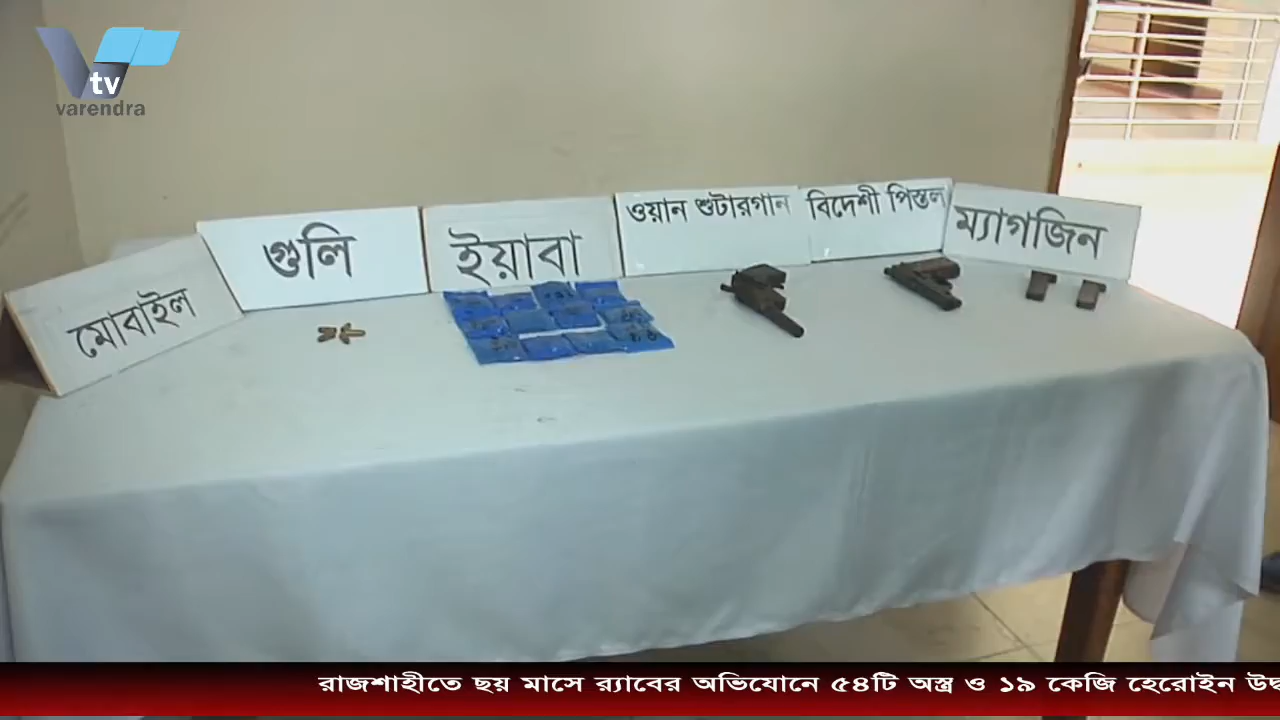 tv
varendra
মোবাইল
গুলি
ইয়াবা
ওয়ান শুটারগান
বিদেশী পিস্তল
ম্যাগজিন
রাজশাহীতে ছয় মাসে র‍্যাবের অভিযোনে ৫৪টি অস্ত্র ও ১৯ কেজি হেরোইন